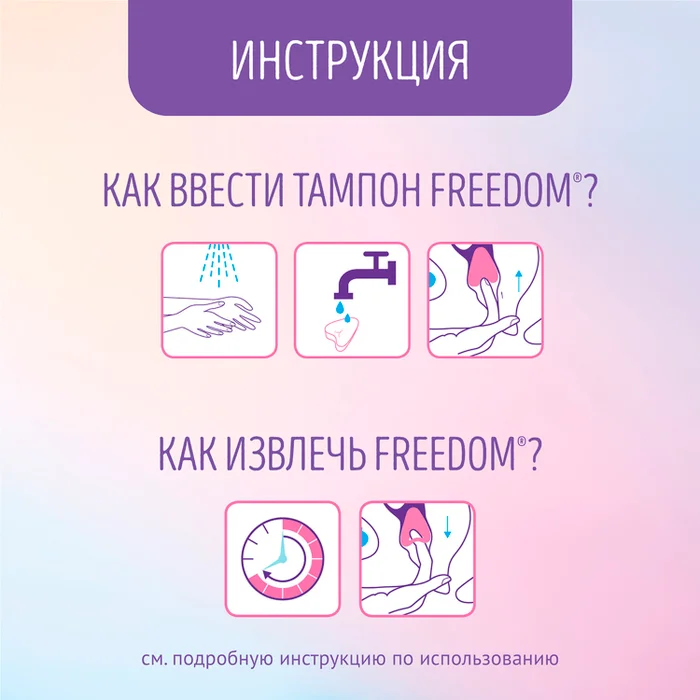 ИНСТРУКЦИЯ
КАК ВВЕСТИ ТАМПОН FREEDOM®?
КАК ИЗВЛЕЧЬ FREEDOM®?
см. подробную инструкцию по использованию